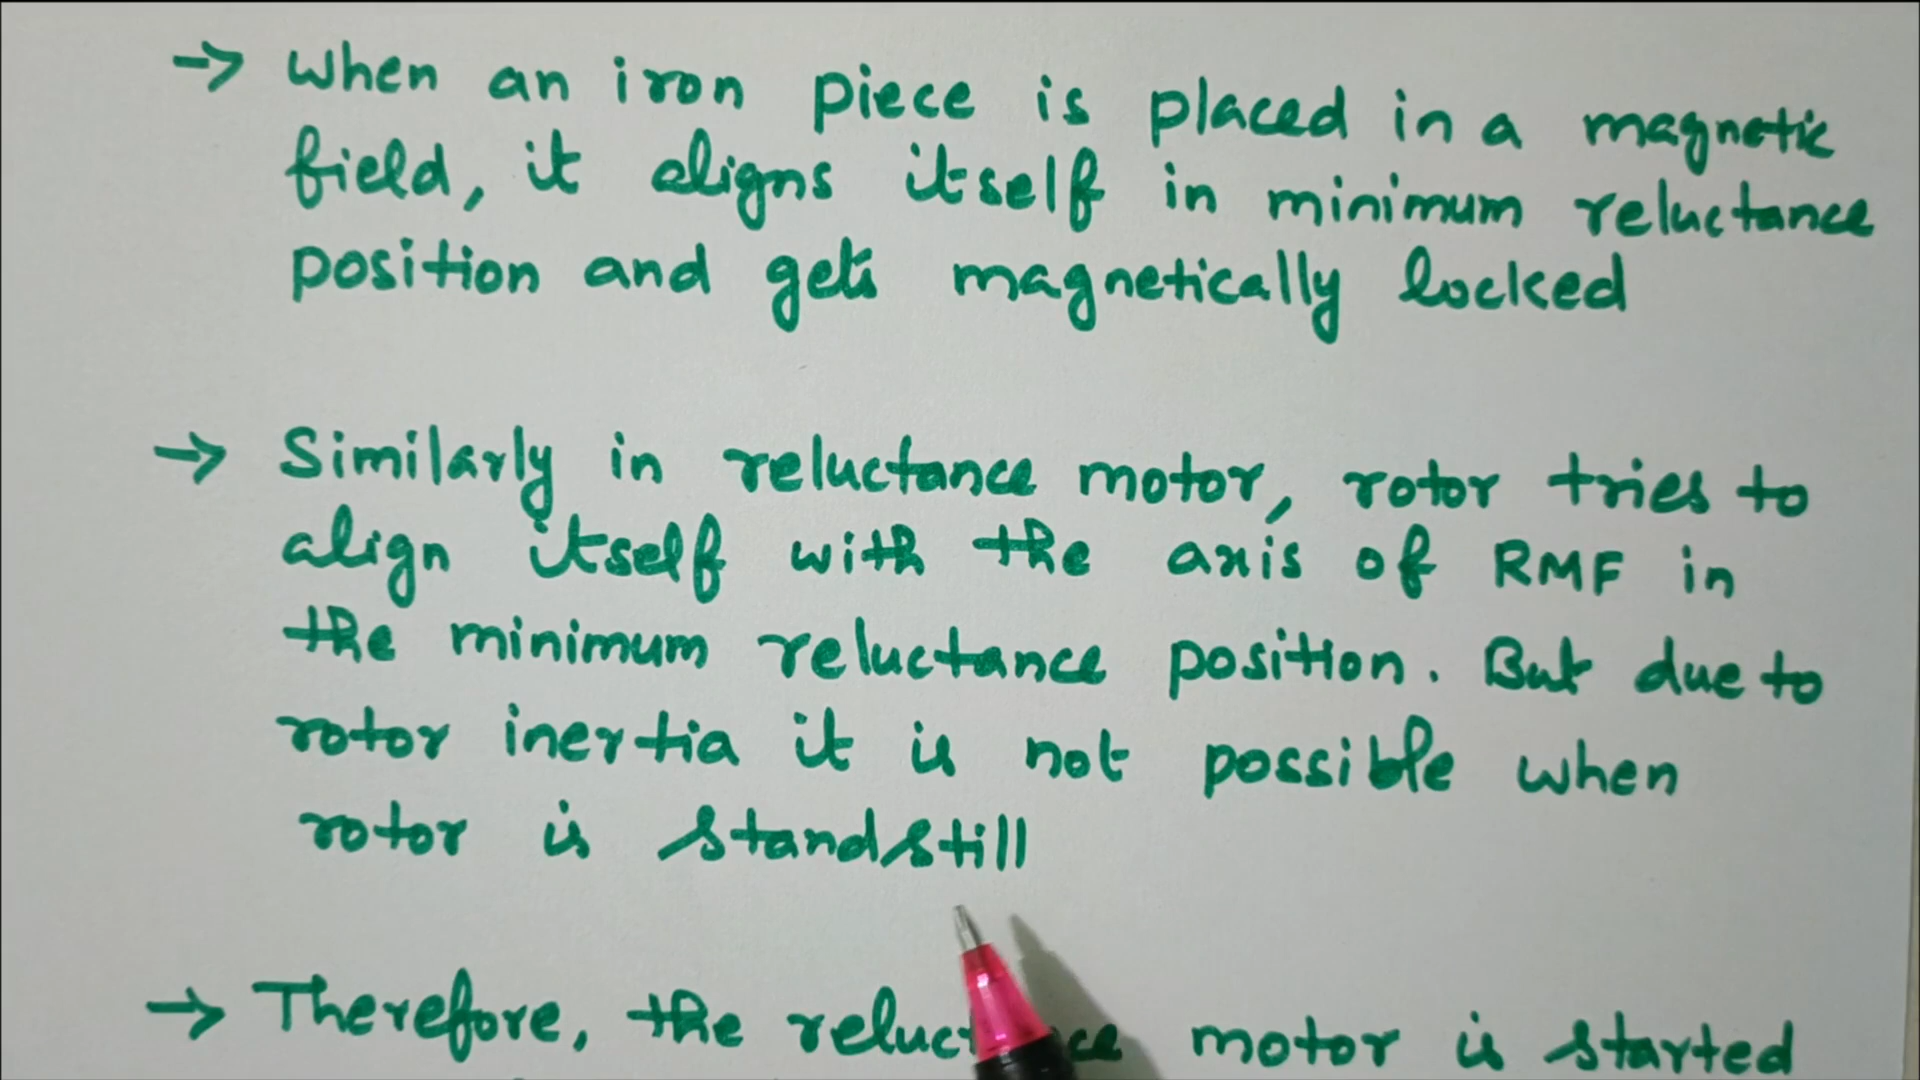 → When an iron piece is placed in a magnetic
field, it aligns itself in minimum reluctance
position and gets magnetically locked
→ Similarly in reluctance motor, rotor tries to
align itself with the axis of RMF in
the minimum reluctance position. But due to
rotor inertia it is not possible when
rotor is standstill
→ Therefore, the reluctance motor is started